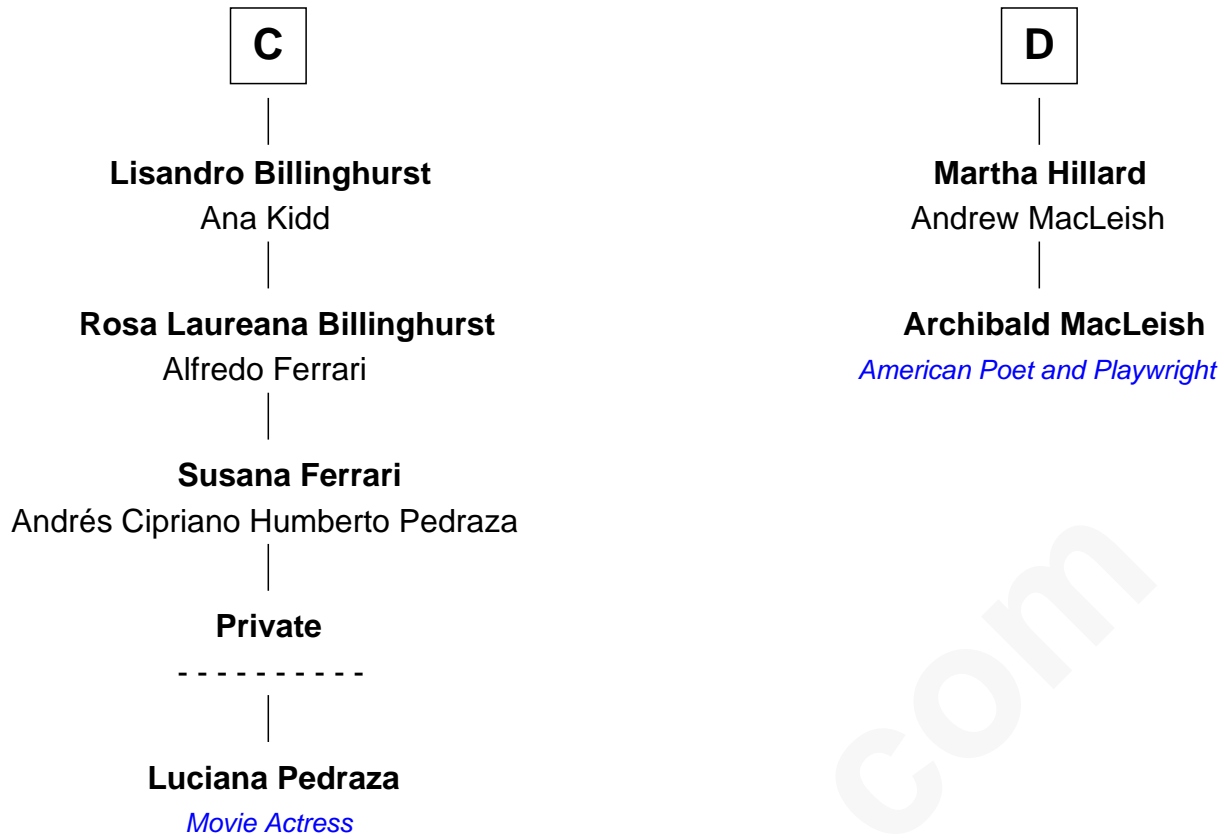 C
Lisandro Billinghurst
Ana Kidd
Rosa Laureana Billinghurst
Alfredo Ferrari
Susana Ferrari
Andrés Cipriano Humberto Pedraza
Private
- - - - - - - - - -
Luciana Pedraza
Movie Actress
D
Martha Hillard
Andrew MacLeish
Archibald MacLeish
American Poet and Playwright
com